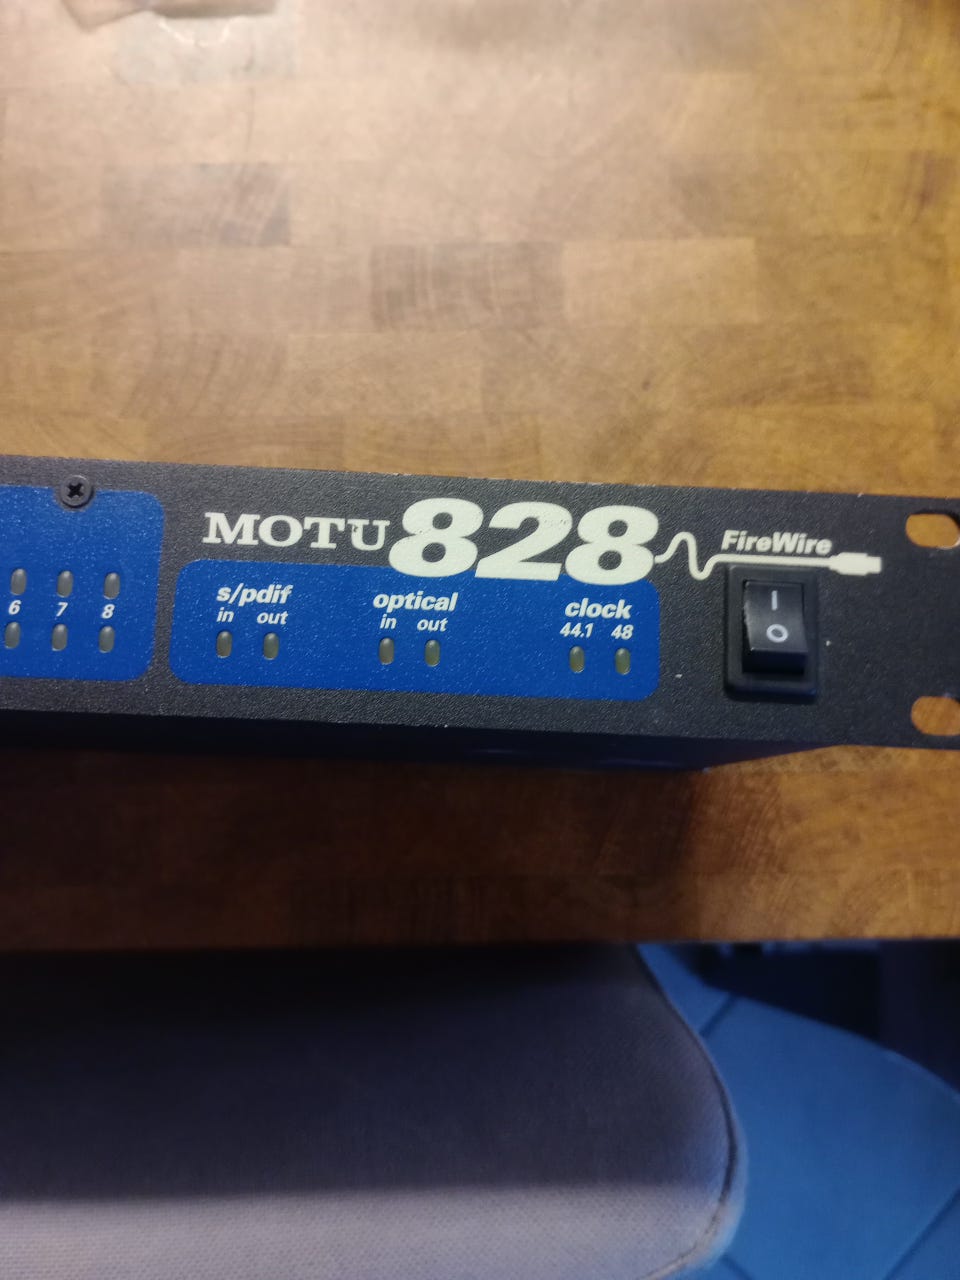 MOTU 828 FireWire
s/pdif optical clock
in out in out 44.1 48
6 7 8
I
O